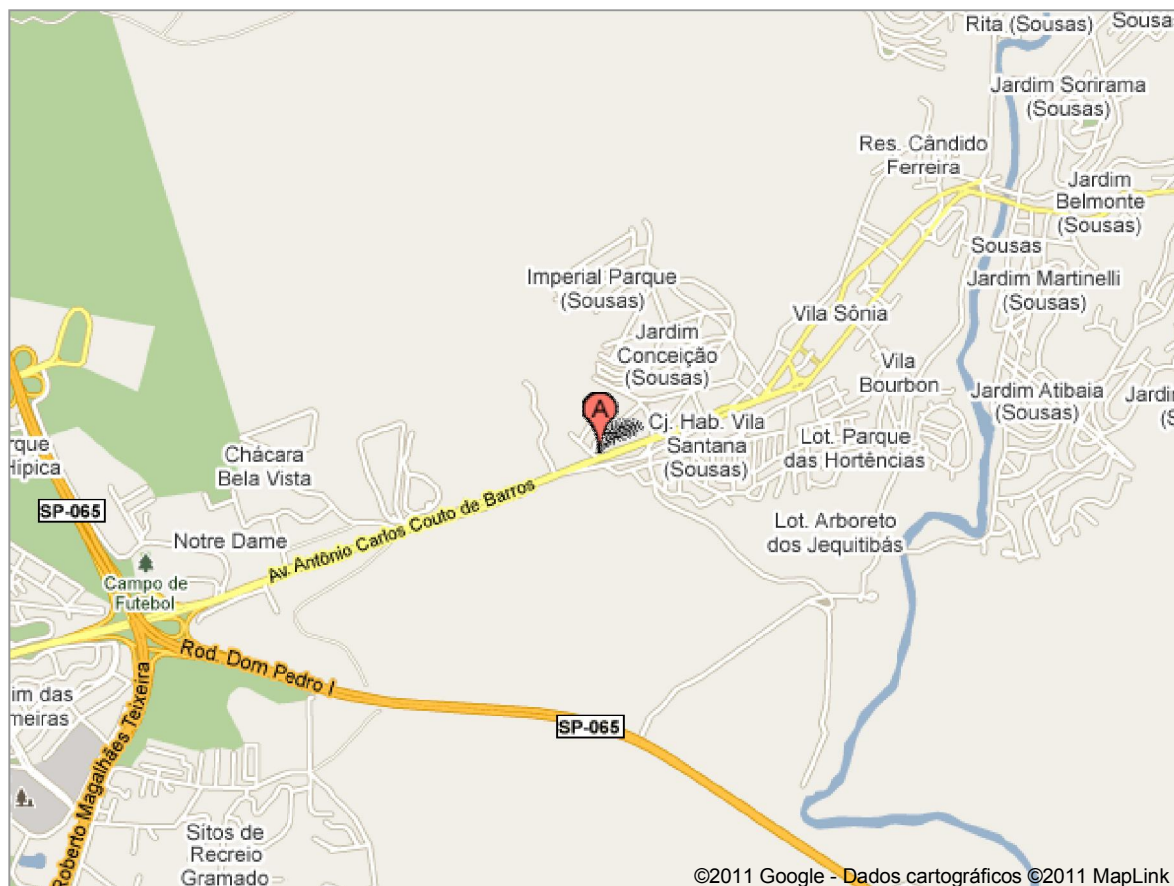 Rita (Sousas)
Sousa
Jardim Sorirama
(Sousas)
Res. Cândido
Ferreira
Jardim
Belmonte
(Sousas)
Sousas
Imperial Parque
(Sousas)
Jardim Martinelli
(Sousas)
Vila Sônia
Jardim
Conceição
(Sousas)
Vila
Bourbon
Jardim Atibaia
(Sousas)
Jardi
(S
A
Cj. Hab. Vila
Santana
(Sousas)
Lot. Parque
das Hortências
rque
Hípica
Chácara
Bela Vista
SP-065
Av. Antônio Carlos Couto de Barros
Lot. Arboreto
dos Jequitibás
Notre Dame
Campo de
Futebol
Rod. Dom Pedro I
im das
meiras
SP-065
Roberto Magalhães Teixeira
Sitos de
Recreio
Gramado
©2011 Google - Dados cartográficos ©2011 MapLink